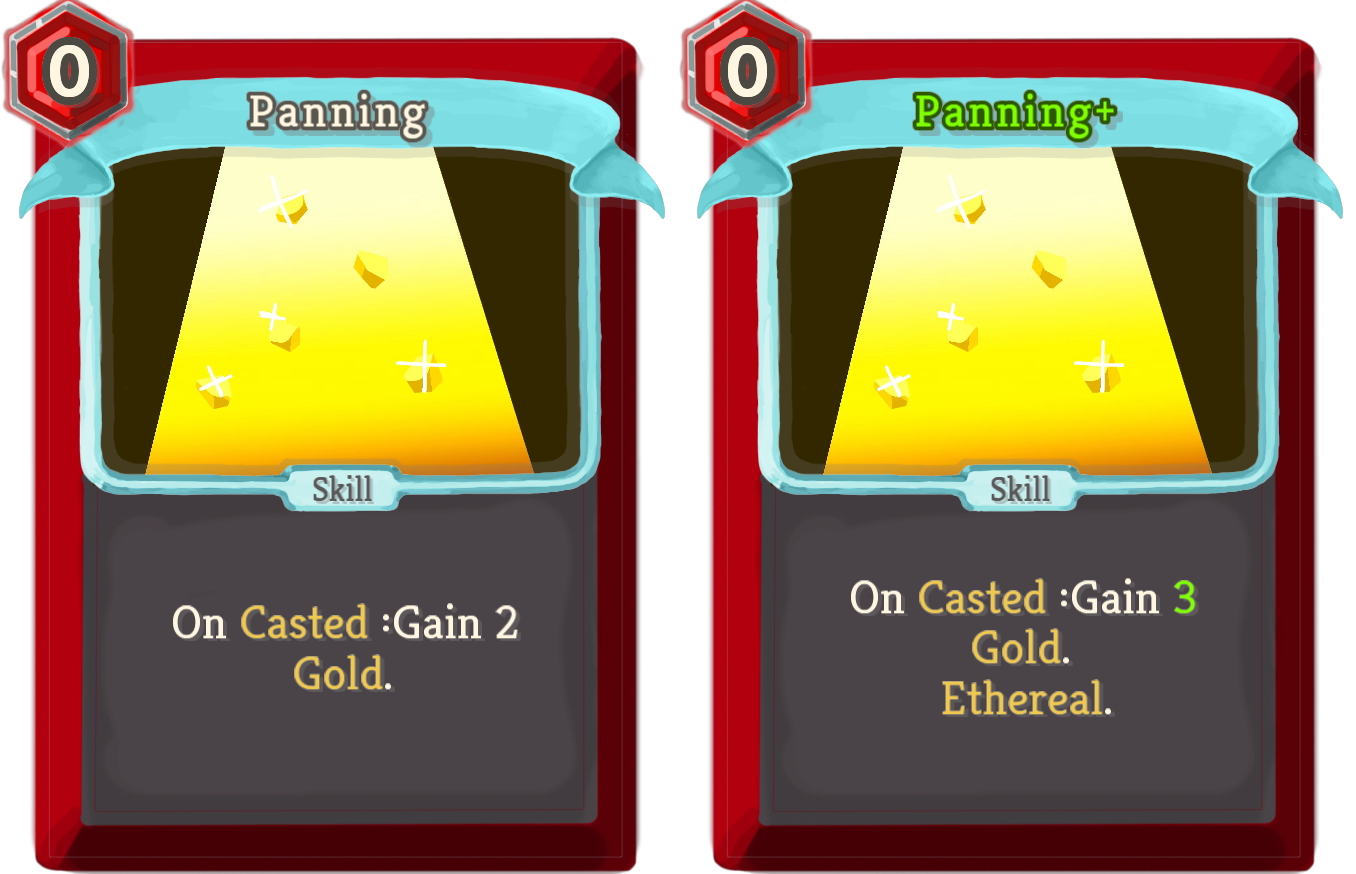 0
Panning
Skill
On Casted :Gain 2
Gold.
0
Panning+
Skill
On Casted :Gain 3
Gold.
Ethereal.